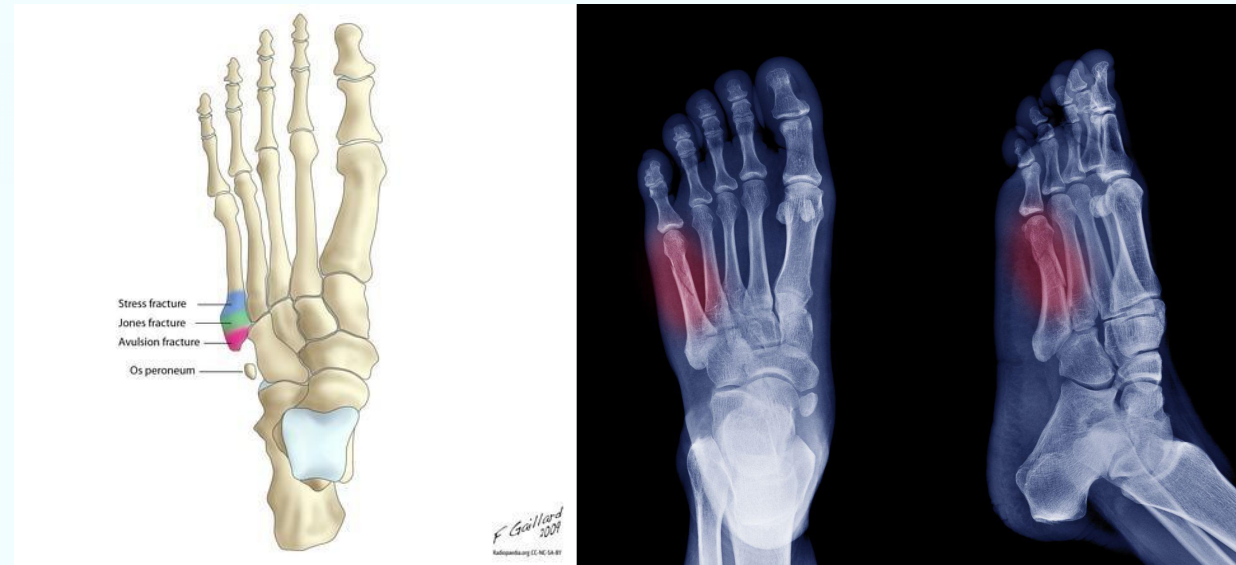 Stress fracture
Jones fracture
Avulsion fracture
Os peroneum
F Gaillard
2009
Radiopaedia.org CC-NC-SA-BY